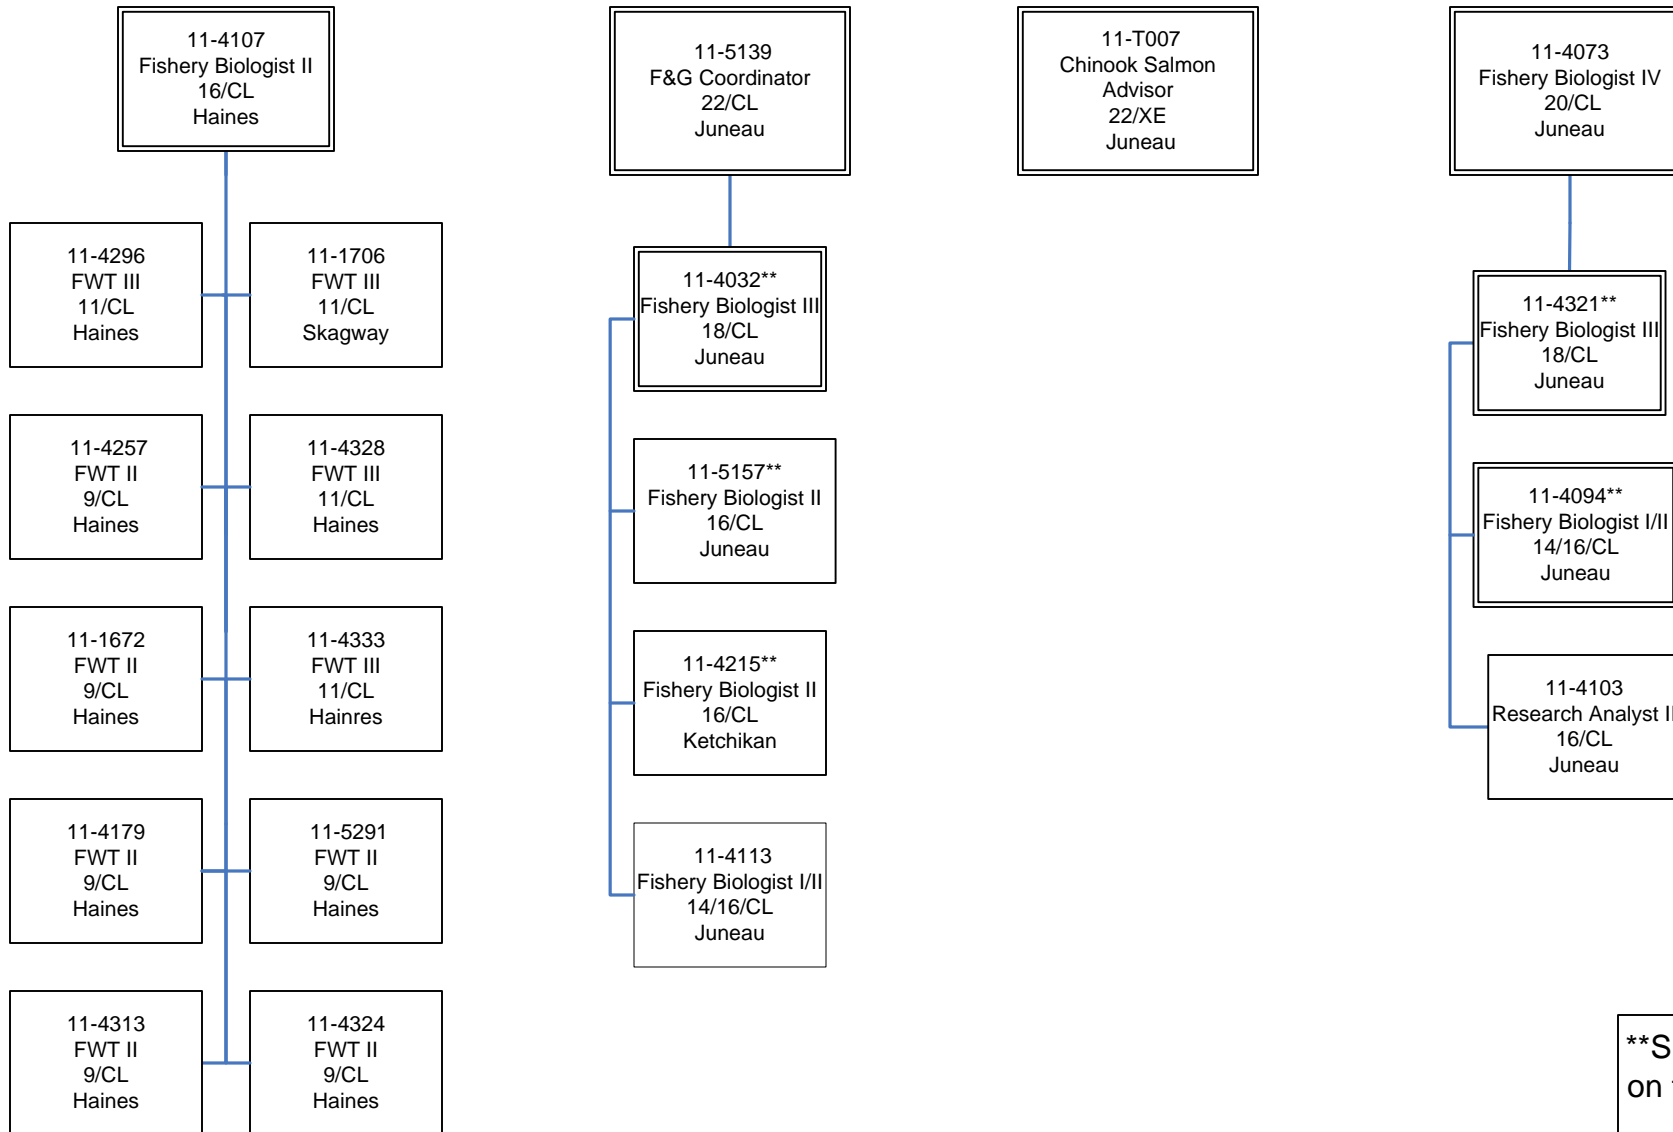 11-4107
Fishery Biologist II
16/CL
Haines
11-4296
FWT III
11/CL
Haines
11-1706
FWT III
11/CL
Skagway
11-4257
FWT II
9/CL
Haines
11-4328
FWT III
11/CL
Haines
11-1672
FWT II
9/CL
Haines
11-4333
FWT III
11/CL
Hainres
11-4179
FWT II
9/CL
Haines
11-5291
FWT II
9/CL
Haines
11-4313
FWT II
9/CL
Haines
11-4324
FWT II
9/CL
Haines
11-5139
F&G Coordinator
22/CL
Juneau
11-4032**
Fishery Biologist III
18/CL
Juneau
11-5157**
Fishery Biologist II
16/CL
Juneau
11-4215**
Fishery Biologist II
16/CL
Ketchikan
11-4113
Fishery Biologist I/II
14/16/CL
Juneau
11-T007
Chinook Salmon
Advisor
22/XE
Juneau
11-4073
Fishery Biologist IV
20/CL
Juneau
11-4321**
Fishery Biologist III
18/CL
Juneau
11-4094**
Fishery Biologist I/II
14/16/CL
Juneau
11-4103
Research Analyst
16/CL
Juneau
on